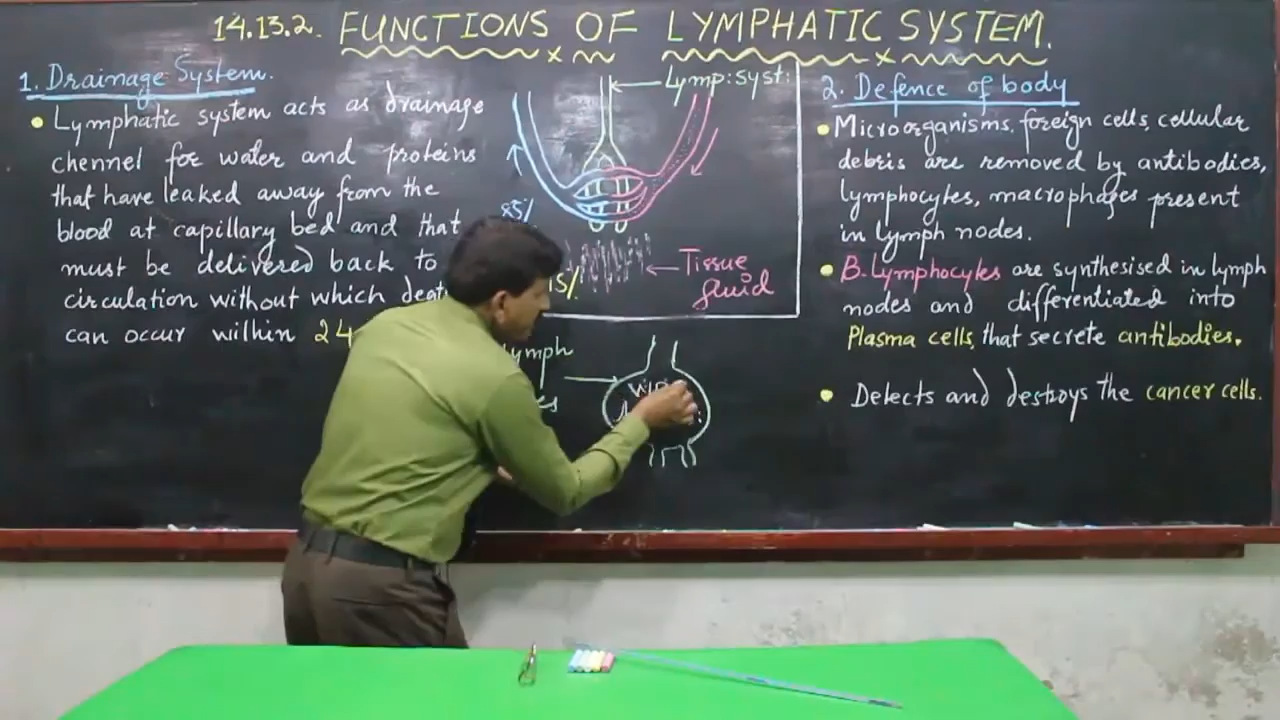 14.13.2. FUNCTIONS OF LYMPHATIC SYSTEM.
1. Drainage System.
Lymphatic system acts as drainage
chennel for water and proteins
that have leaked away from the
blood at capillary bed and that
must be delivered back to
circulation without which
can occur within 24
Lymp: syst:
85%
15%
Tissue
fluid
2. Defence of body
Microorganisms, foreign cells, cellular
debris are removed by antibodies,
lymphocytes, macrophages present
in lymph nodes.
B. Lymphocytes are synthesised in lymph
nodes and differentiated into
Plasma cells, that secrete antibodies.
Detects and destroys the cancer cells.